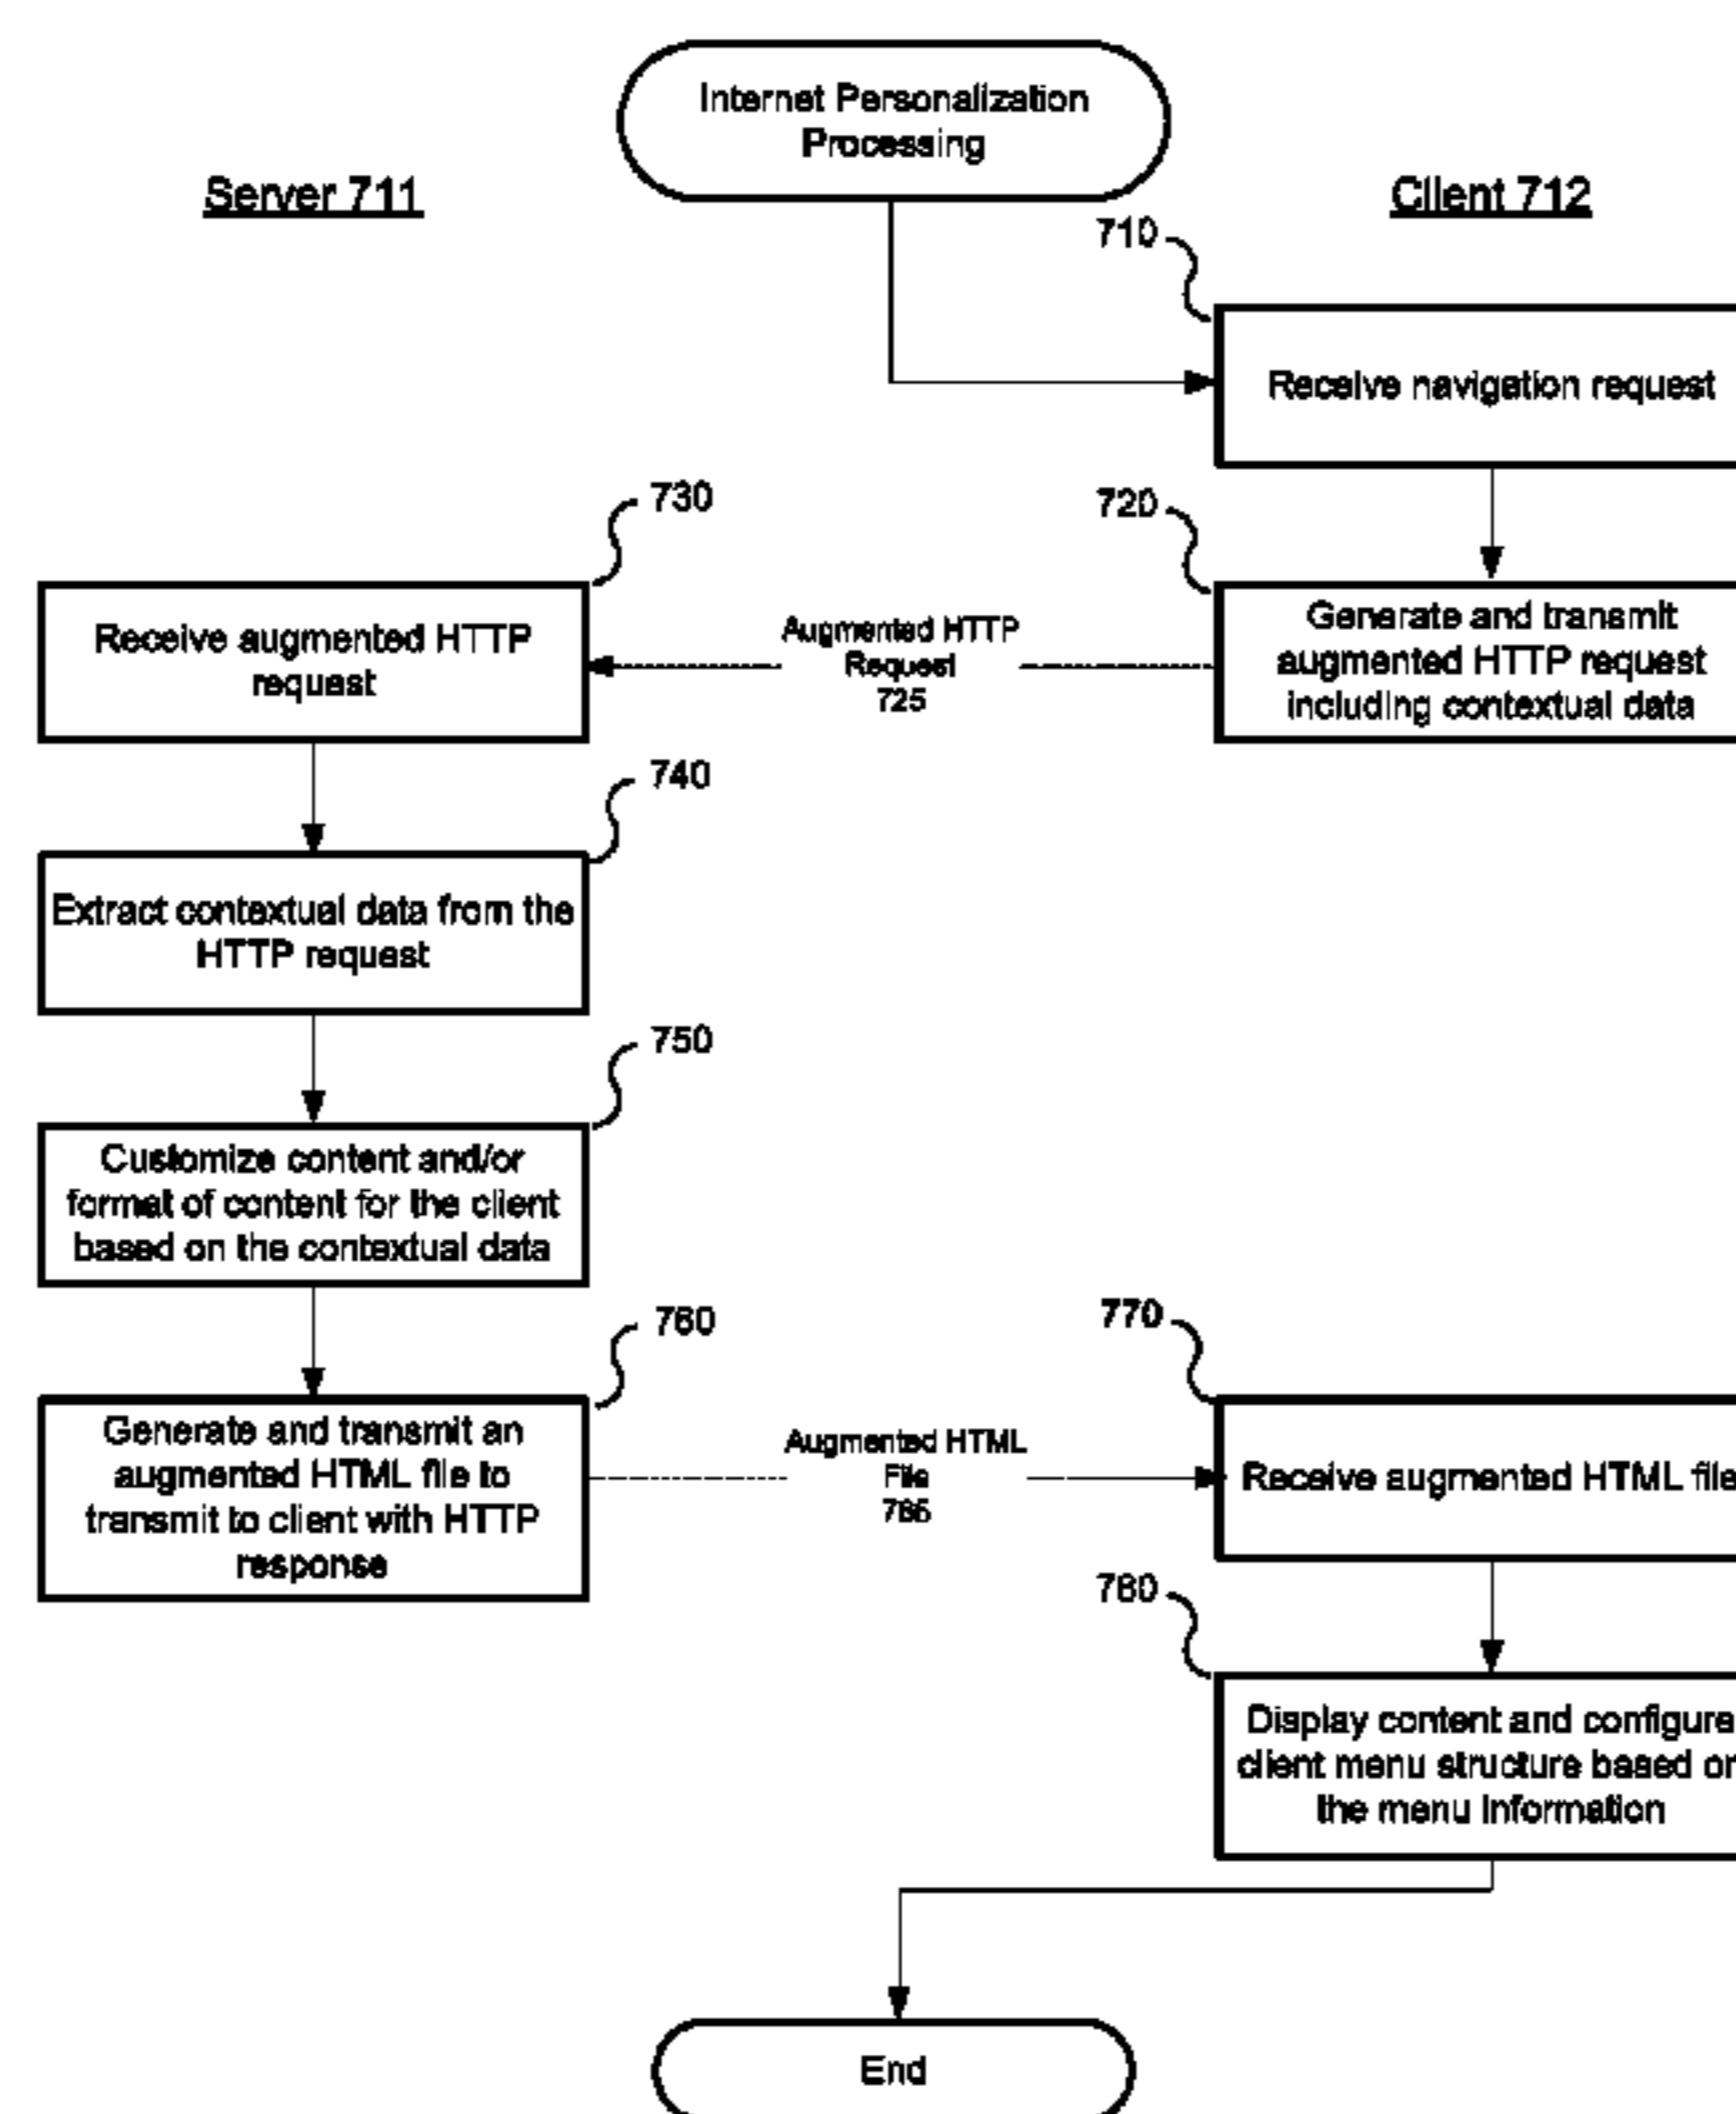 Internet Personalization
Processing
Server 711
Client 712
710
Receive navigation request
730
720
Receive augmented HTTP
request
Augmented HTTP
Request
725
Generate and transmit
augmented HTTP request
including contextual data
740
Extract contextual data from the
HTTP request
750
Customize content and/or
format of content for the client
based on the contextual data
760
770
Generate and transmit an
augmented HTML file to
transmit to client with HTTP
response
Augmented HTML
File
765
Receive augmented HTML file
780
Display content and configure
client menu structure based on
the menu information
End